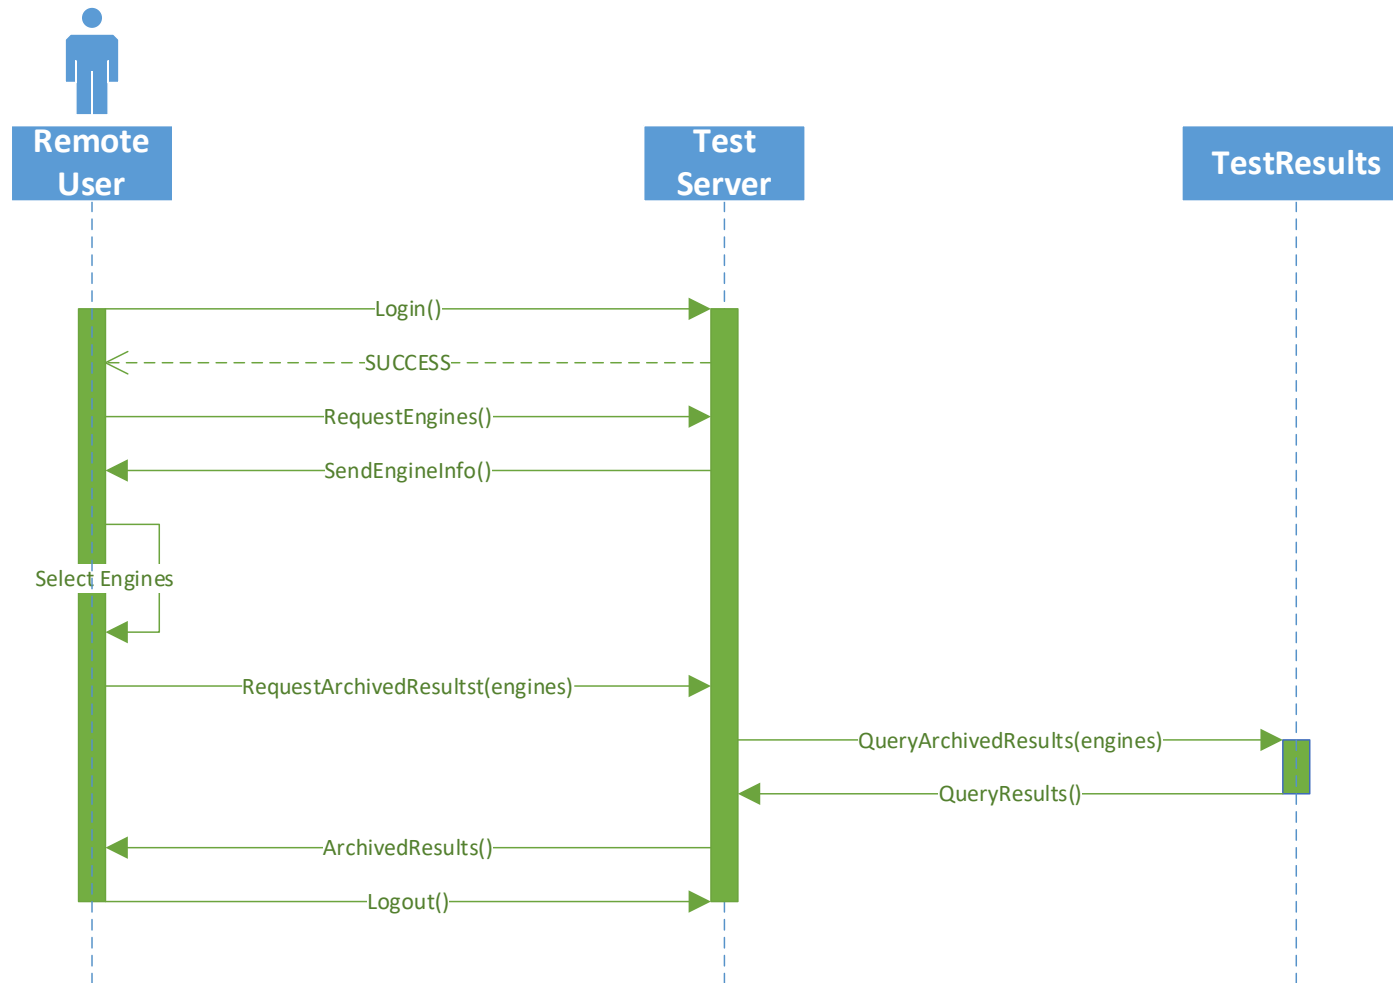 Remote
User
Test
Server
TestResults
Login()
SUCCESS
RequestEngines()
SendEngineInfo()
Select Engines
RequestArchivedResultst(engines)
QueryArchivedResults(engines)
QueryResults()
ArchivedResults()
Logout()